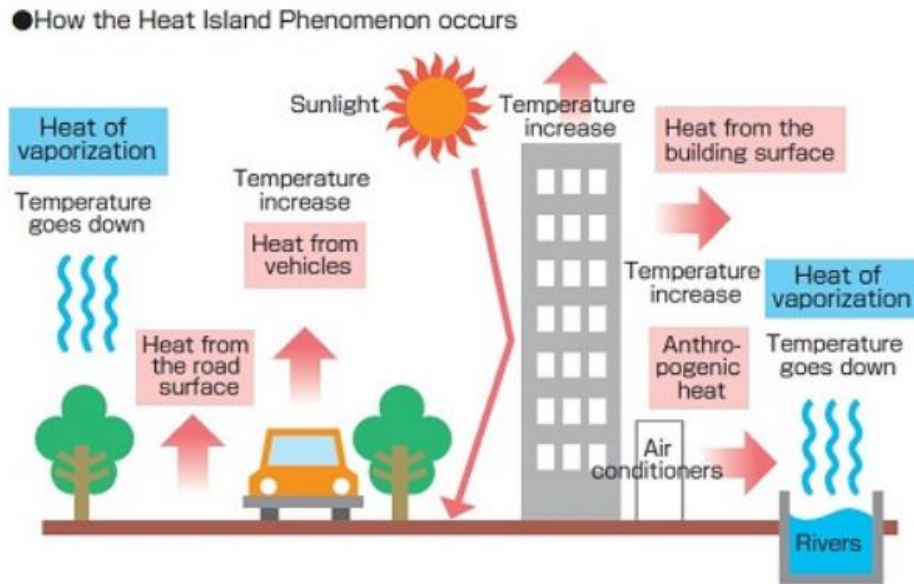 ●How the Heat Island Phenomenon occurs
Sunlight
Temperature
increase
Heat of
vaporization
Temperature
goes down
Temperature
increase
Heat from
vehicles
Heat from
the road
surface
Heat from the
building surface
Temperature
increase
Heat of
vaporization
Anthro-
pogenic
heat
Temperature
goes down
Air
conditioners
Rivers